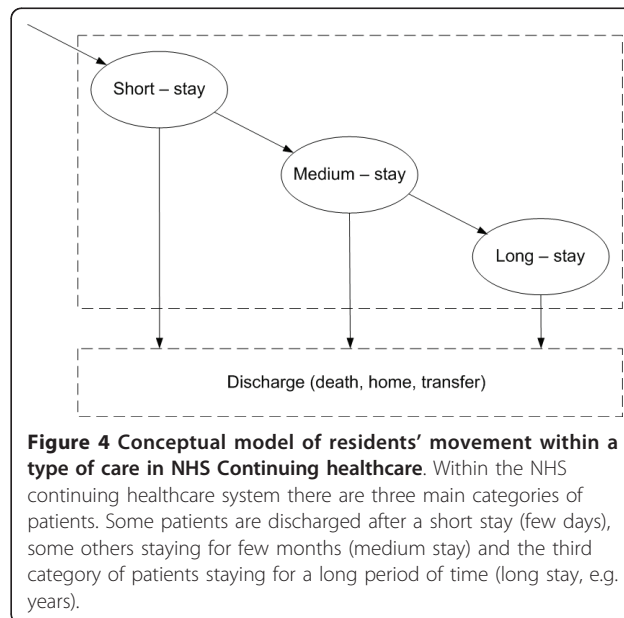 Short – stay
Medium – stay
Long – stay
Discharge (death, home, transfer)
Figure 4 Conceptual model of residents’ movement within a
type of care in NHS Continuing healthcare. Within the NHS
continuing healthcare system there are three main categories of
patients. Some patients are discharged after a short stay (few days),
some others staying for few months (medium stay) and the third
category of patients staying for a long period of time (long stay, e.g.
years).